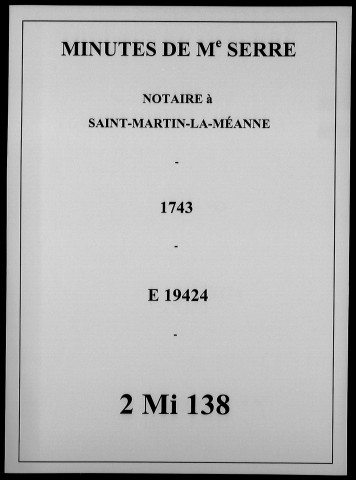 MINUTES DE Mᵉ SERRE
NOTAIRE à
SAINT-MARTIN-LA-MÉANNE
-
1743
-
E 19424
-
2 Mi 138